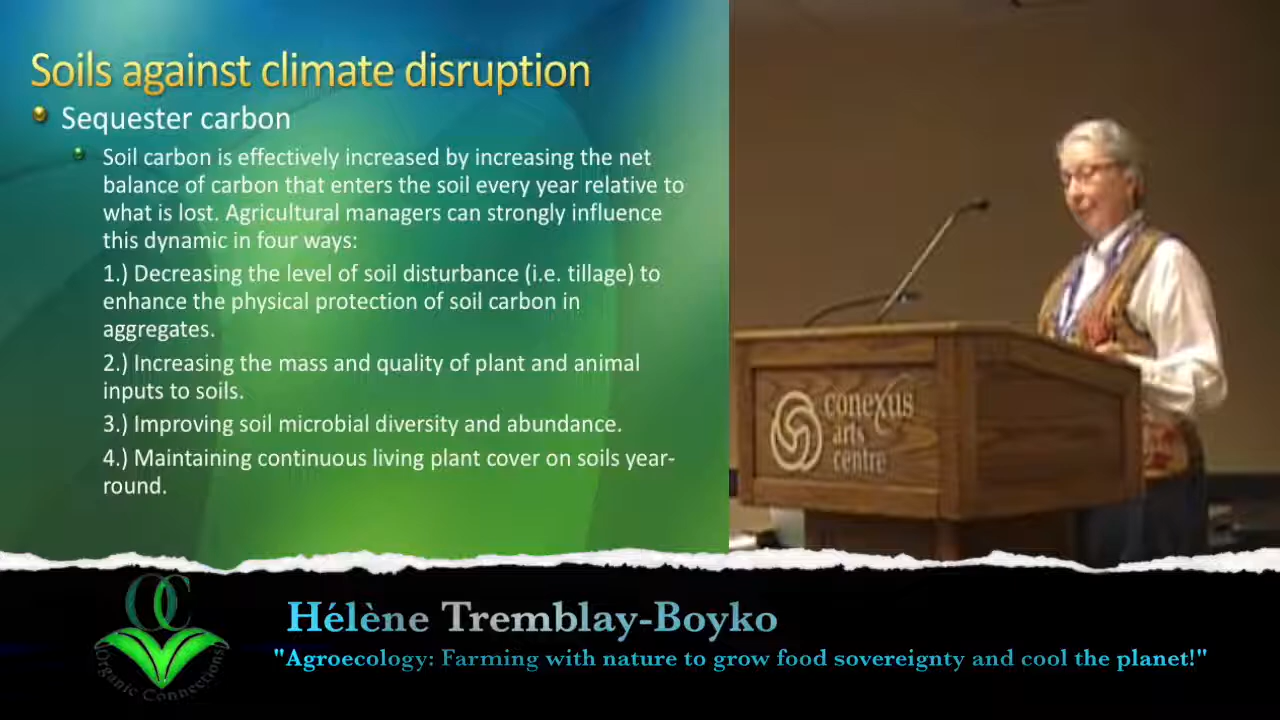 Soils against climate disruption
Sequester carbon
Soil carbon is effectively increased by increasing the net
balance of carbon that enters the soil every year relative to
what is lost. Agricultural managers can strongly influence
this dynamic in four ways:
1.) Decreasing the level of soil disturbance (i.e. tillage) to
enhance the physical protection of soil carbon in
aggregates.
2.) Increasing the mass and quality of plant and animal
inputs to soils.
3.) Improving soil microbial diversity and abundance.
4.) Maintaining continuous living plant cover on soils year-
round.
conexus
arts
centre
OC
Organic Connections
Hélène Tremblay-Boyko
"Agroecology: Farming with nature to grow food sovereignty and cool the planet!"